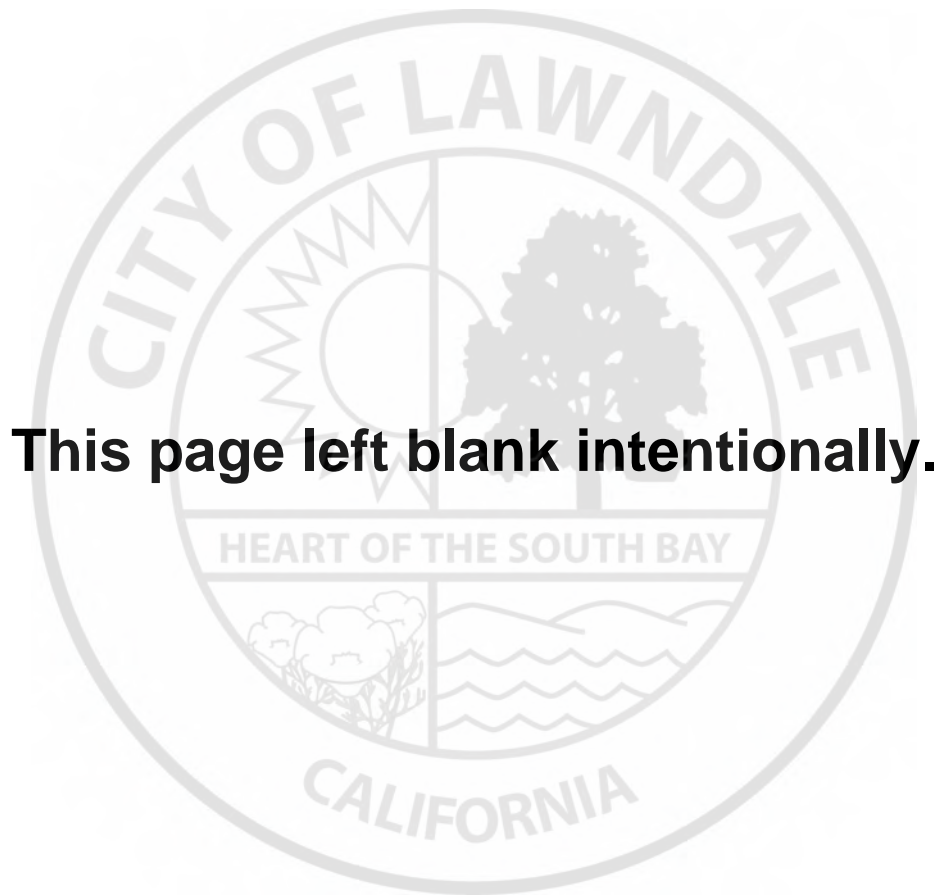 CITY OF LAWNDALE
This page left blank intentionally.
HEART OF THE SOUTH BAY
CALIFORNIA